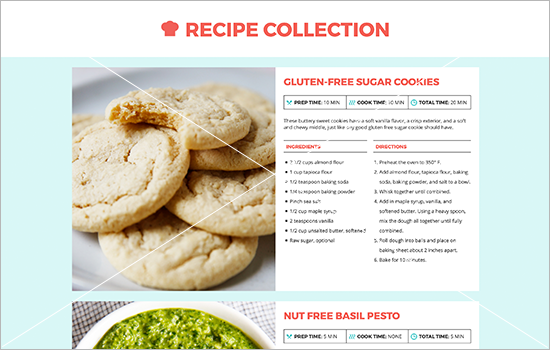 RECIPE COLLECTION
GLUTEN-FREE SUGAR COOKIES
PREP TIME: 10 MIN
COOK TIME: 10 MIN
TOTAL TIME: 20 MIN
These buttery sweet cookies have a soft vanilla flavor, a crisp exterior, and a soft
and chewy middle, just like any good gluten free sugar cookie should have.
INGREDIENTS
2 1/2 cups almond flour
1 cup tapioca flour
1/2 teaspoon baking soda
1/4 teaspoon baking powder
Pinch sea salt
1/2 cup maple syrup
2 teaspoons vanilla
1/2 cup unsalted butter, softened
Raw sugar, optional
DIRECTIONS
1. Preheat the oven to 350° F.
2. Add almond flour, tapioca flour, baking
soda, baking powder, and salt to a bowl.
3. Whisk together until combined.
4. Add in maple syrup, vanilla, and
softened butter. Using a heavy spoon,
mix the dough all together until fully
combined.
5. Roll dough into balls and place on
baking sheet about 2 inches apart.
6. Bake for 10 minutes.
NUT FREE BASIL PESTO
PREP TIME: 5 MIN
COOK TIME: NONE
TOTAL TIME: 5 MIN